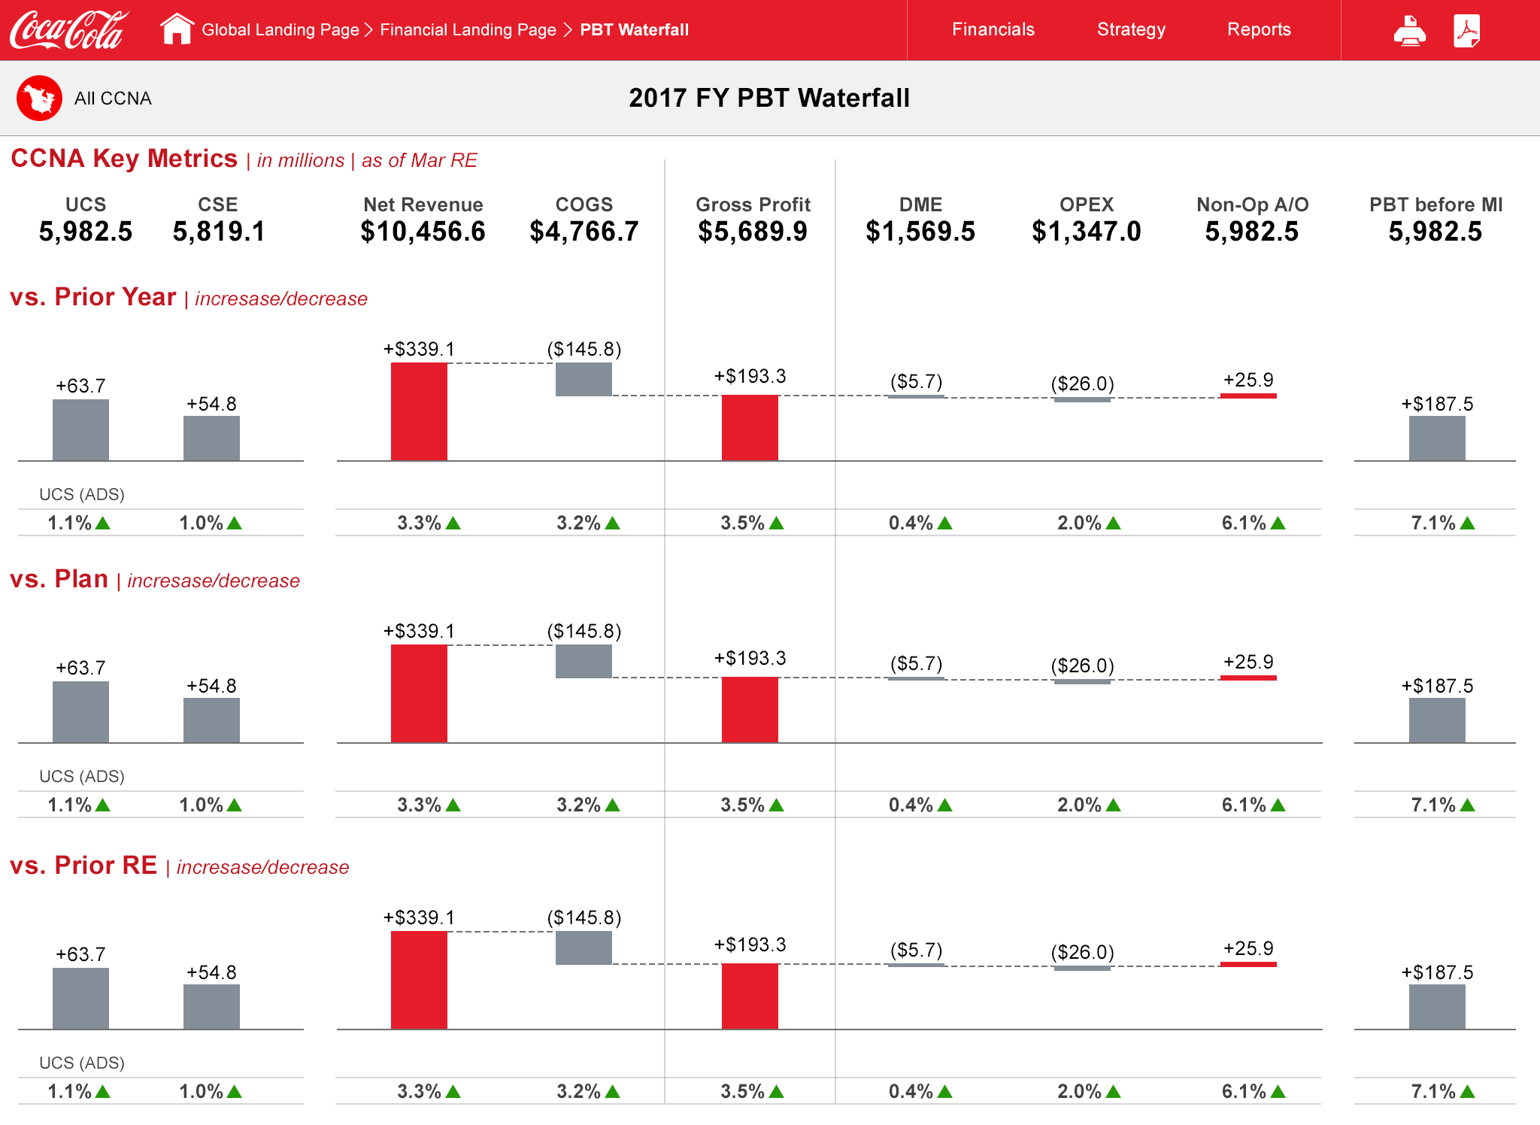 Coca-Cola
Global Landing Page > Financial Landing Page > PBT Waterfall
Financials
Strategy
Reports
All CCNA
2017 FY PBT Waterfall
CCNA Key Metrics | in millions | as of Mar RE
UCS CSE Net Revenue COGS Gross Profit DME OPEX Non-Op A/O PBT before MI
5,982.5 5,819.1 $10,456.6 $4,766.7 $5,689.9 $1,569.5 $1,347.0 5,982.5 5,982.5
vs. Prior Year | incresase/decrease
+63.7 +54.8 +$339.1 ($145.8) +$193.3 ($5.7) ($26.0) +25.9 +$187.5
UCS (ADS)
1.1% 1.0% 3.3% 3.2% 3.5% 0.4% 2.0% 6.1% 7.1%
vs. Plan | incresase/decrease
+63.7 +54.8 +$339.1 ($145.8) +$193.3 ($5.7) ($26.0) +25.9 +$187.5
UCS (ADS)
1.1% 1.0% 3.3% 3.2% 3.5% 0.4% 2.0% 6.1% 7.1%
vs. Prior RE | incresase/decrease
+63.7 +54.8 +$339.1 ($145.8) +$193.3 ($5.7) ($26.0) +25.9 +$187.5
UCS (ADS)
1.1% 1.0% 3.3% 3.2% 3.5% 0.4% 2.0% 6.1% 7.1%